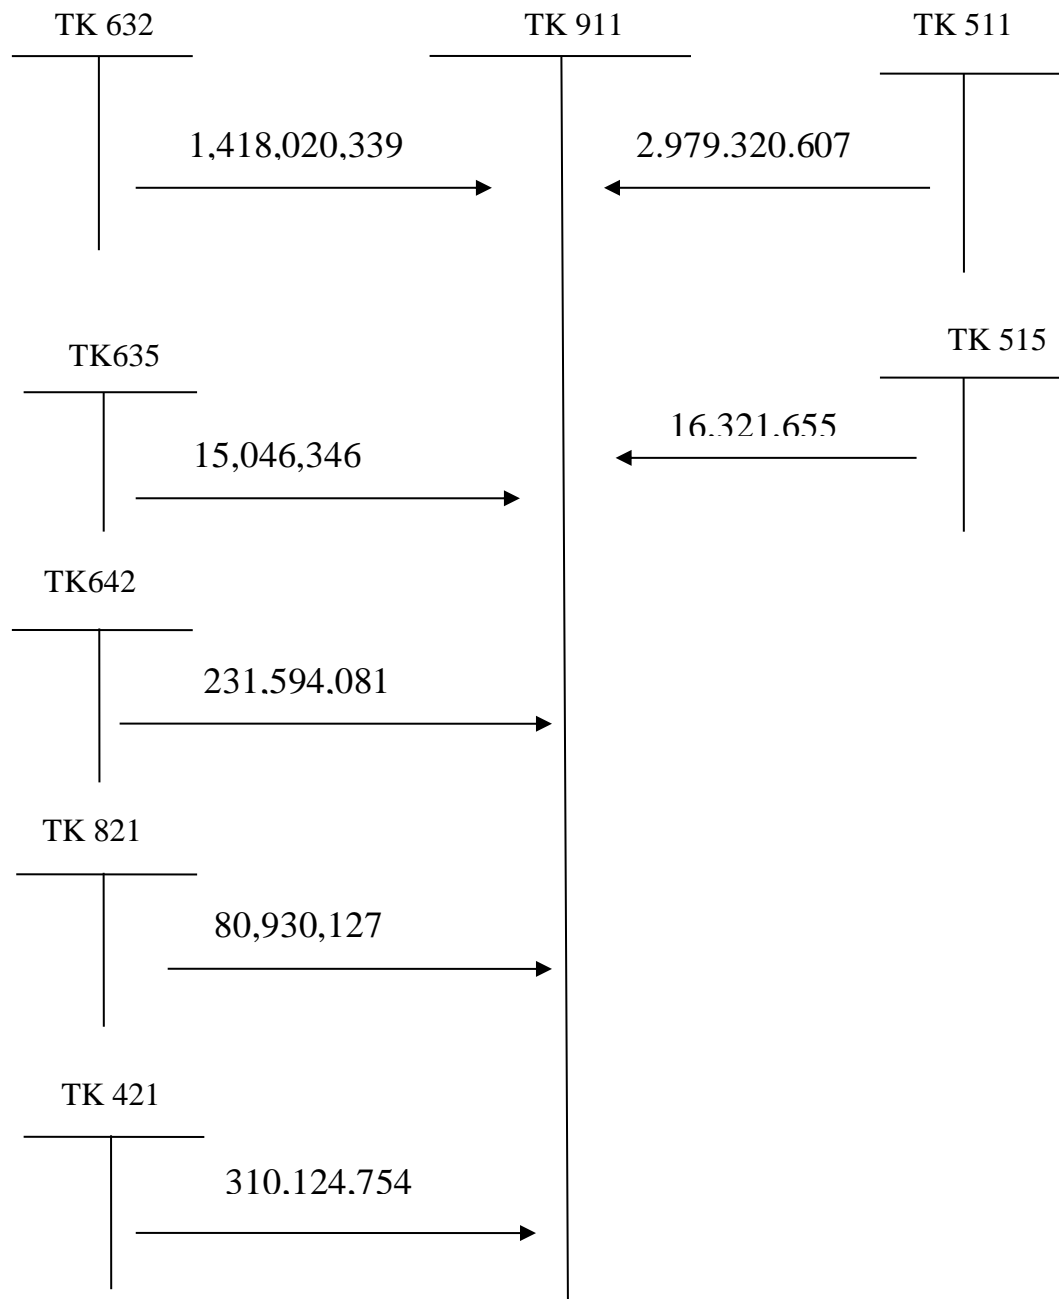 TK 632
TK 911
TK 511
1,418,020,339
2.979.320.607
TK635
TK 515
15,046,346
16.321.655
TK642
231,594,081
TK 821
80,930,127
TK 421
310,124,754